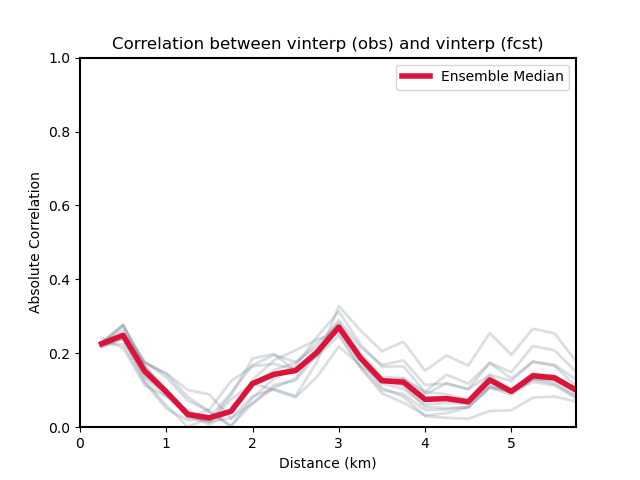 Correlation between vinterp (obs) and vinterp (fcst)
Ensemble Median
1.0
0.8
0.6
0.4
0.2
0.0
Absolute Correlation
0 1 2 3 4 5
Distance (km)